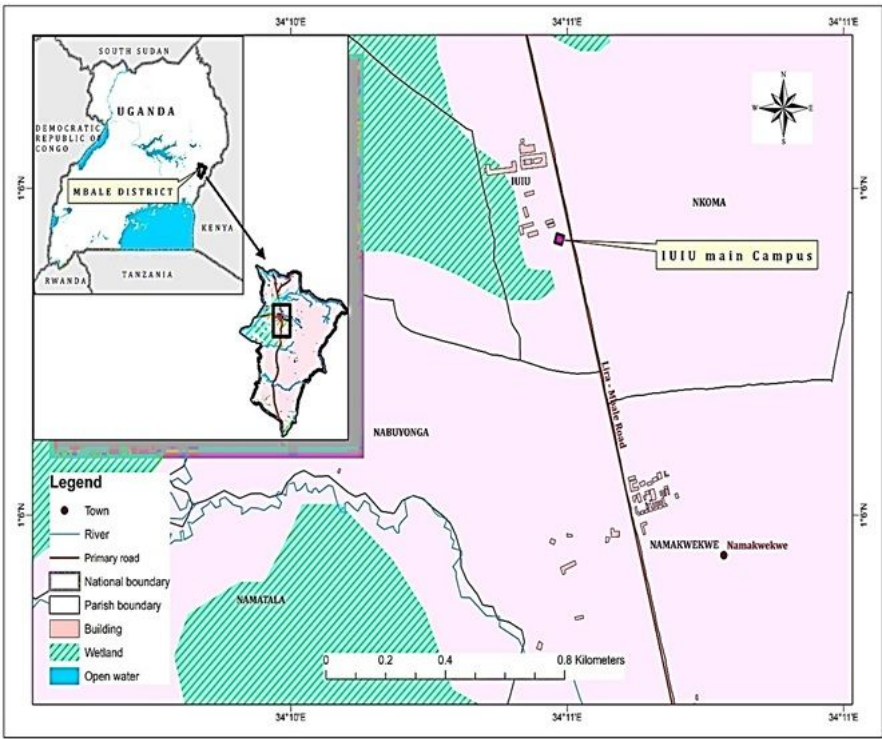 34°10'E
34°11'E
34°11'E
SOUTH SUDAN
UGANDA
DEMOCRATIC
REPUBLIC OF
CONGO
MBALE DISTRICT
KENYA
RWANDA
TANZANIA
N
W
E
S
1°6'N
1°6'N
IUIU
NKOMA
IUIU main Campus
Lira - Mbale Road
NABUYONGA
NAMAKWEKWE
Namakwekwe
NAMATALA
Legend
Town
River
Primary road
National boundary
Parish boundary
Building
Wetland
Open water
0 0.2 0.4 0.8 Kilometers
1°6'N
1°6'N
34°10'E
34°11'E
34°11'E